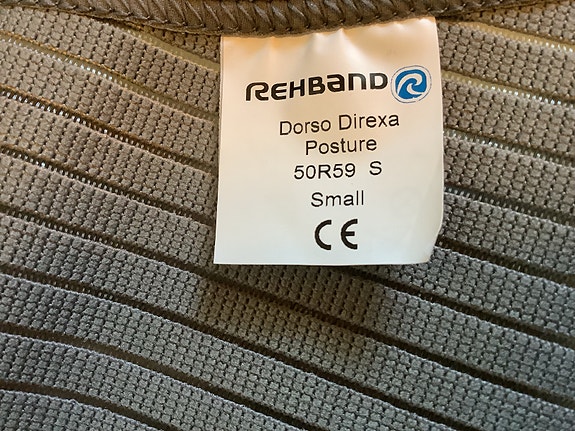 REHBAND
Dorso Direxa
Posture
50R59 S
Small
CE